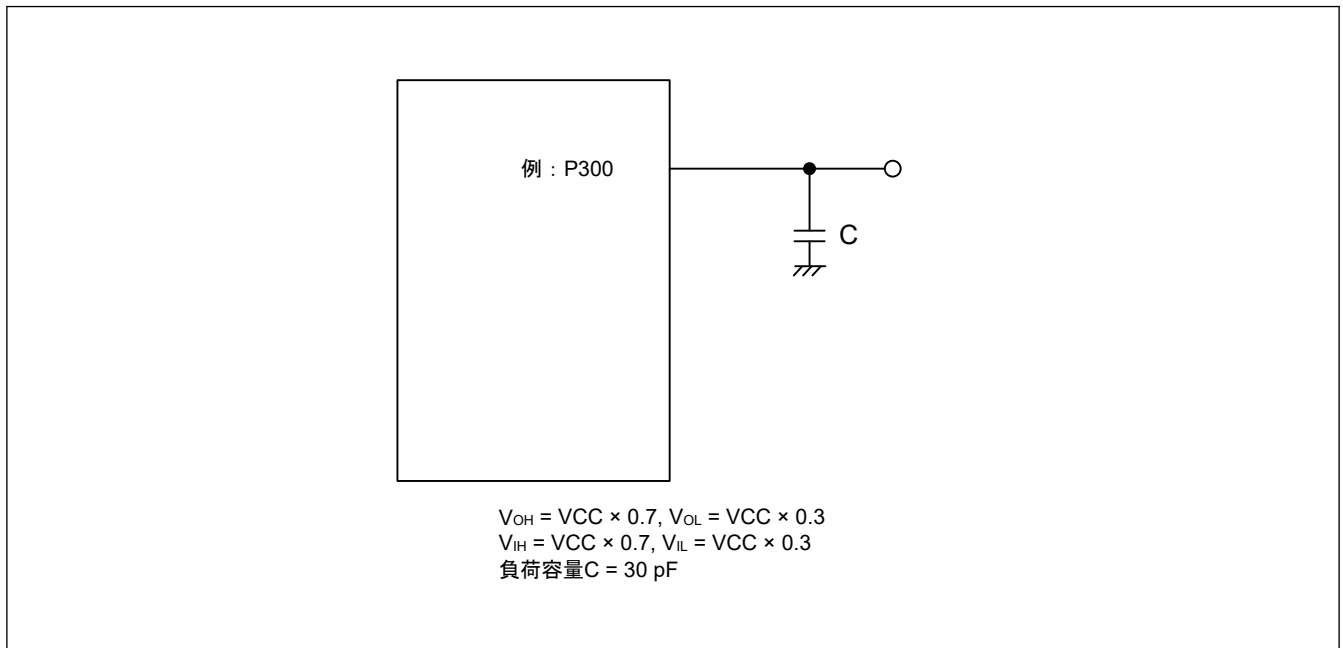 例：P300
C
VOH = VCC × 0.7, VOL = VCC × 0.3
VIH = VCC × 0.7, VIL = VCC × 0.3
負荷容量C = 30 pF